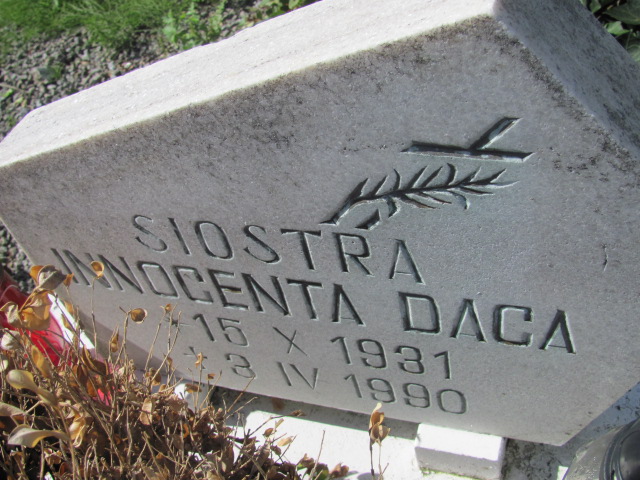 SIOSTRA
INNOCENTA DACA
15 X 1931
+ 3 IV 1990